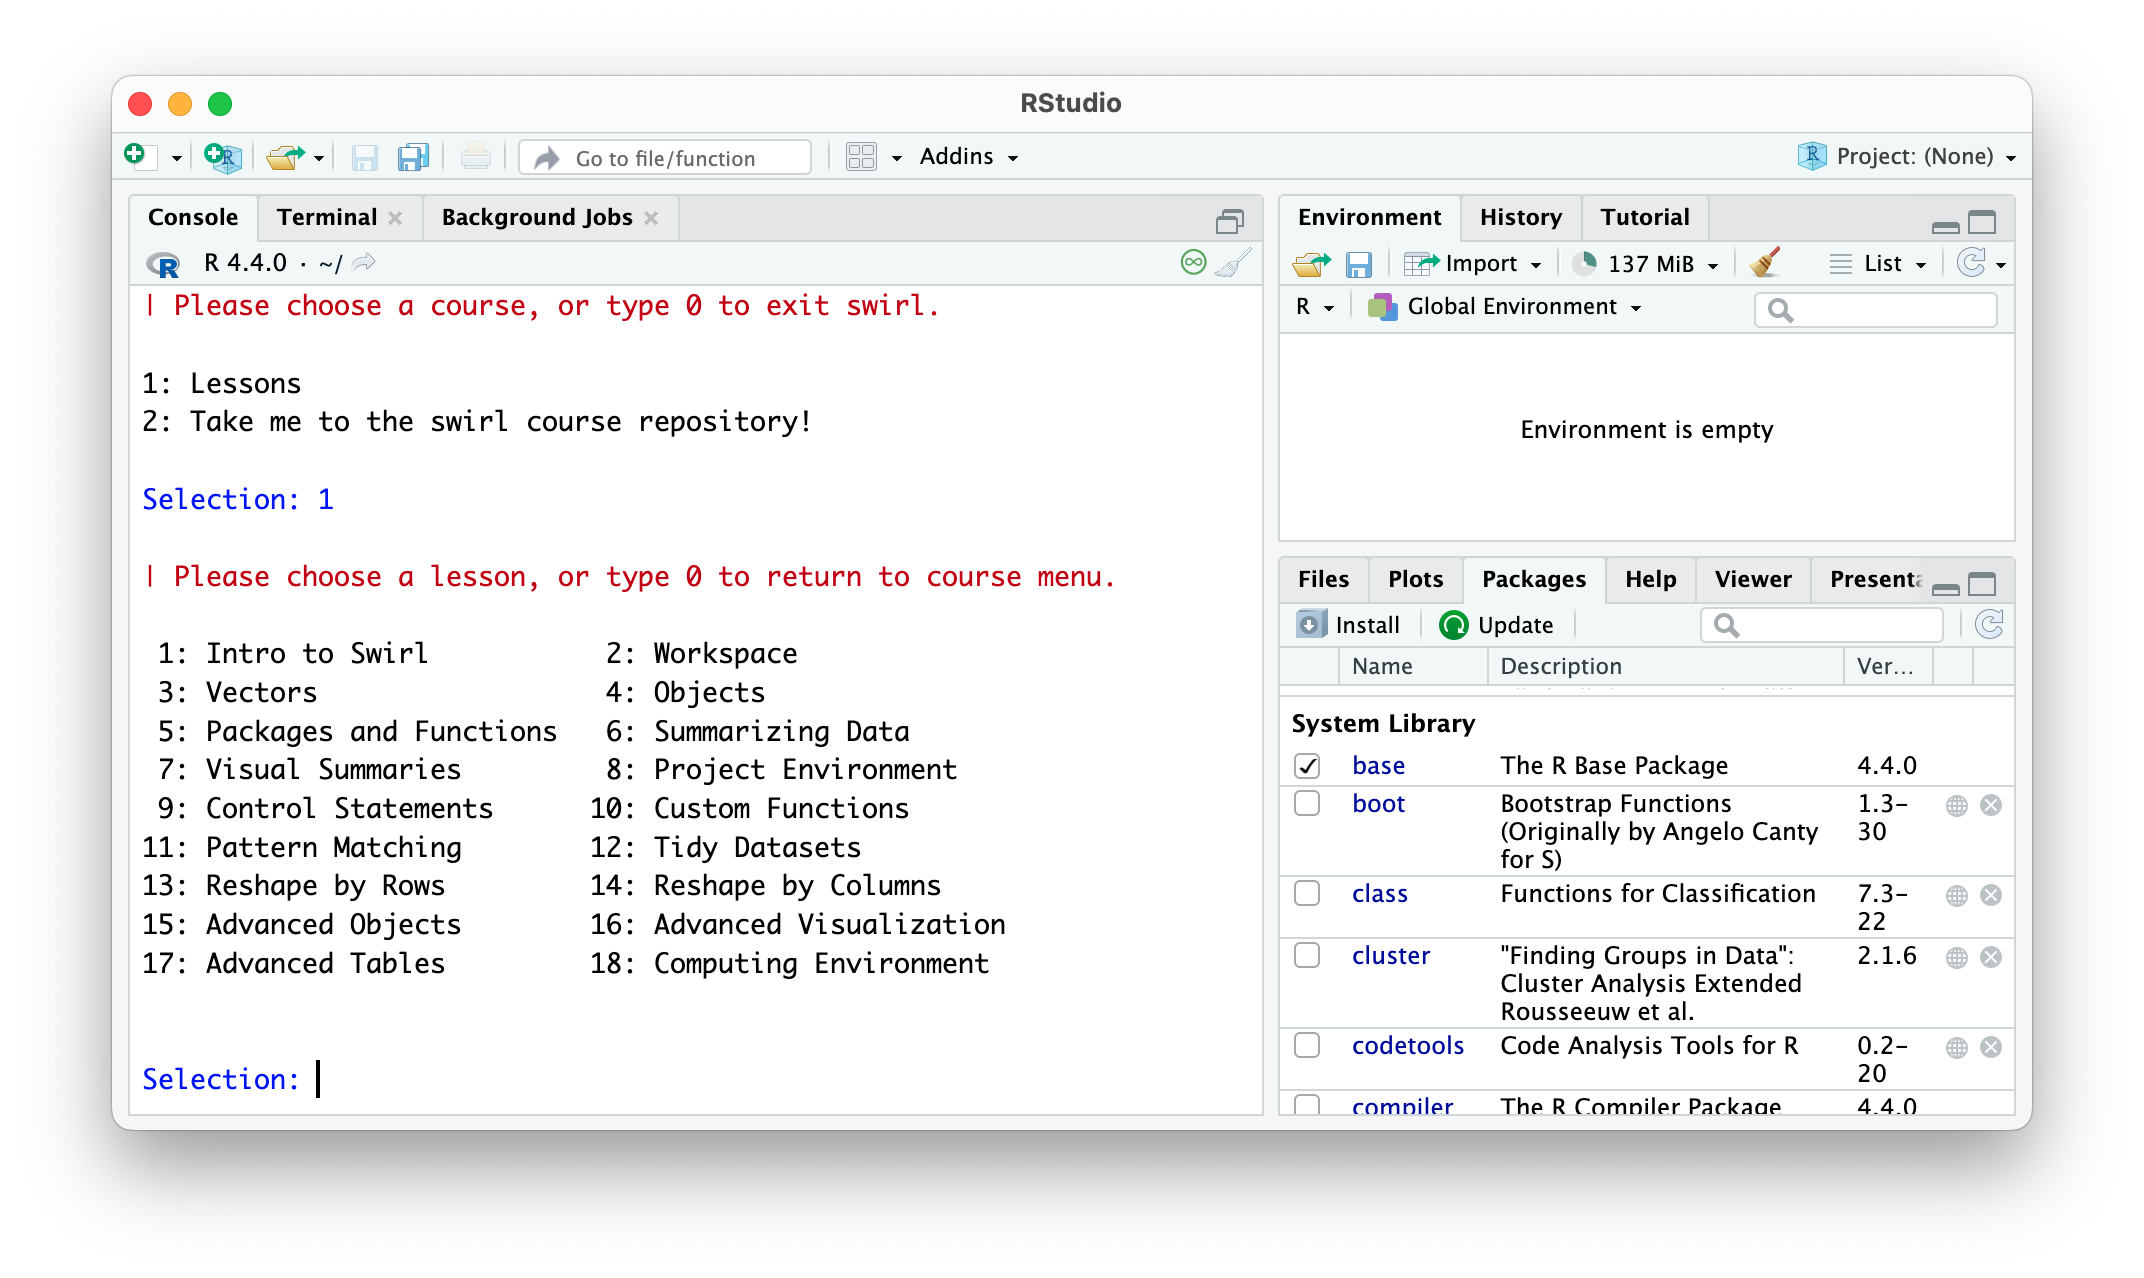 RStudio
Go to file/function
Addins
Project: (None)
Console Terminal Background Jobs
R 4.4.0 · ~/
| Please choose a course, or type 0 to exit swirl.
1: Lessons
2: Take me to the swirl course repository!
Selection: 1
| Please choose a lesson, or type 0 to return to course menu.
1: Intro to Swirl 2: Workspace
3: Vectors 4: Objects
5: Packages and Functions 6: Summarizing Data
7: Visual Summaries 8: Project Environment
9: Control Statements 10: Custom Functions
11: Pattern Matching 12: Tidy Datasets
13: Reshape by Rows 14: Reshape by Columns
15: Advanced Objects 16: Advanced Visualization
17: Advanced Tables 18: Computing Environment
Selection:
Environment History Tutorial
Import 137 MiB List
R Global Environment
Environment is empty
Files Plots Packages Help Viewer Presenta
Install Update
Name Description Ver...
System Library
base The R Base Package 4.4.0
boot Bootstrap Functions 1.3-
(Originally by Angelo Canty 30
for S)
class Functions for Classification 7.3-
22
cluster "Finding Groups in Data": 2.1.6
Cluster Analysis Extended
Rousseeuw et al.
codetools Code Analysis Tools for R 0.2-
20
compiler The R Compiler Package 4.4.0